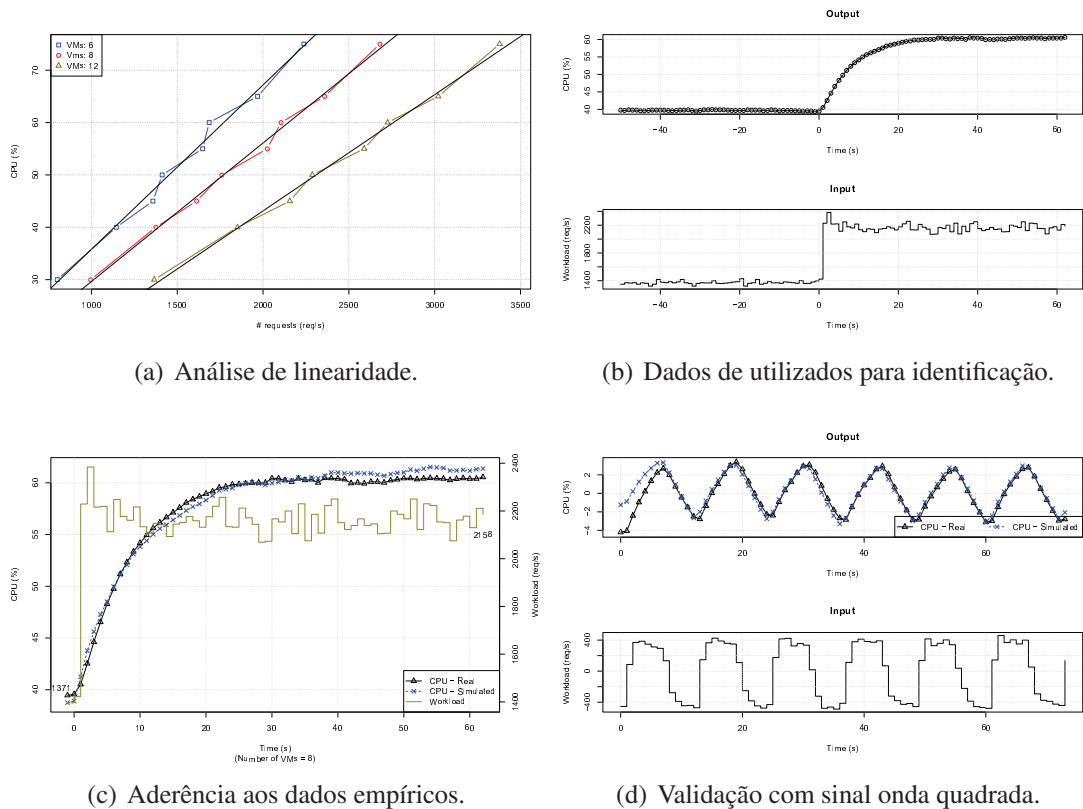 VMs: 6
Vms: 8
VMs: 12
CPU (%)
30 40 50 60 70
1000 1500 2000 2500 3000 3500
# requests (req/s)
(a) Análise de linearidade.
Output
CPU (%)
40 45 50 55 60
−40 −20 0 20 40 60
Time (s)
Input
Workload (req/s)
1400 1800 2200
−40 −20 0 20 40 60
Time (s)
(b) Dados de utilizados para identificação.
CPU (%)
40 45 50 55 60
1371
2158
Workload (req/s)
1400 1600 1800 2000 2200 2400
CPU − Real
CPU − Simulated
Workload
0 10 20 30 40 50 60
Time (s)
(Number of VMs = 8)
(c) Aderência aos dados empíricos.
Output
CPU (%)
−4 −2 0 2
CPU − Real CPU − Simulated
0 20 40 60
Time (s)
Input
Workload (req/s)
−400 0 400
0 20 40 60
Time (s)
(d) Validação com sinal onda quadrada.